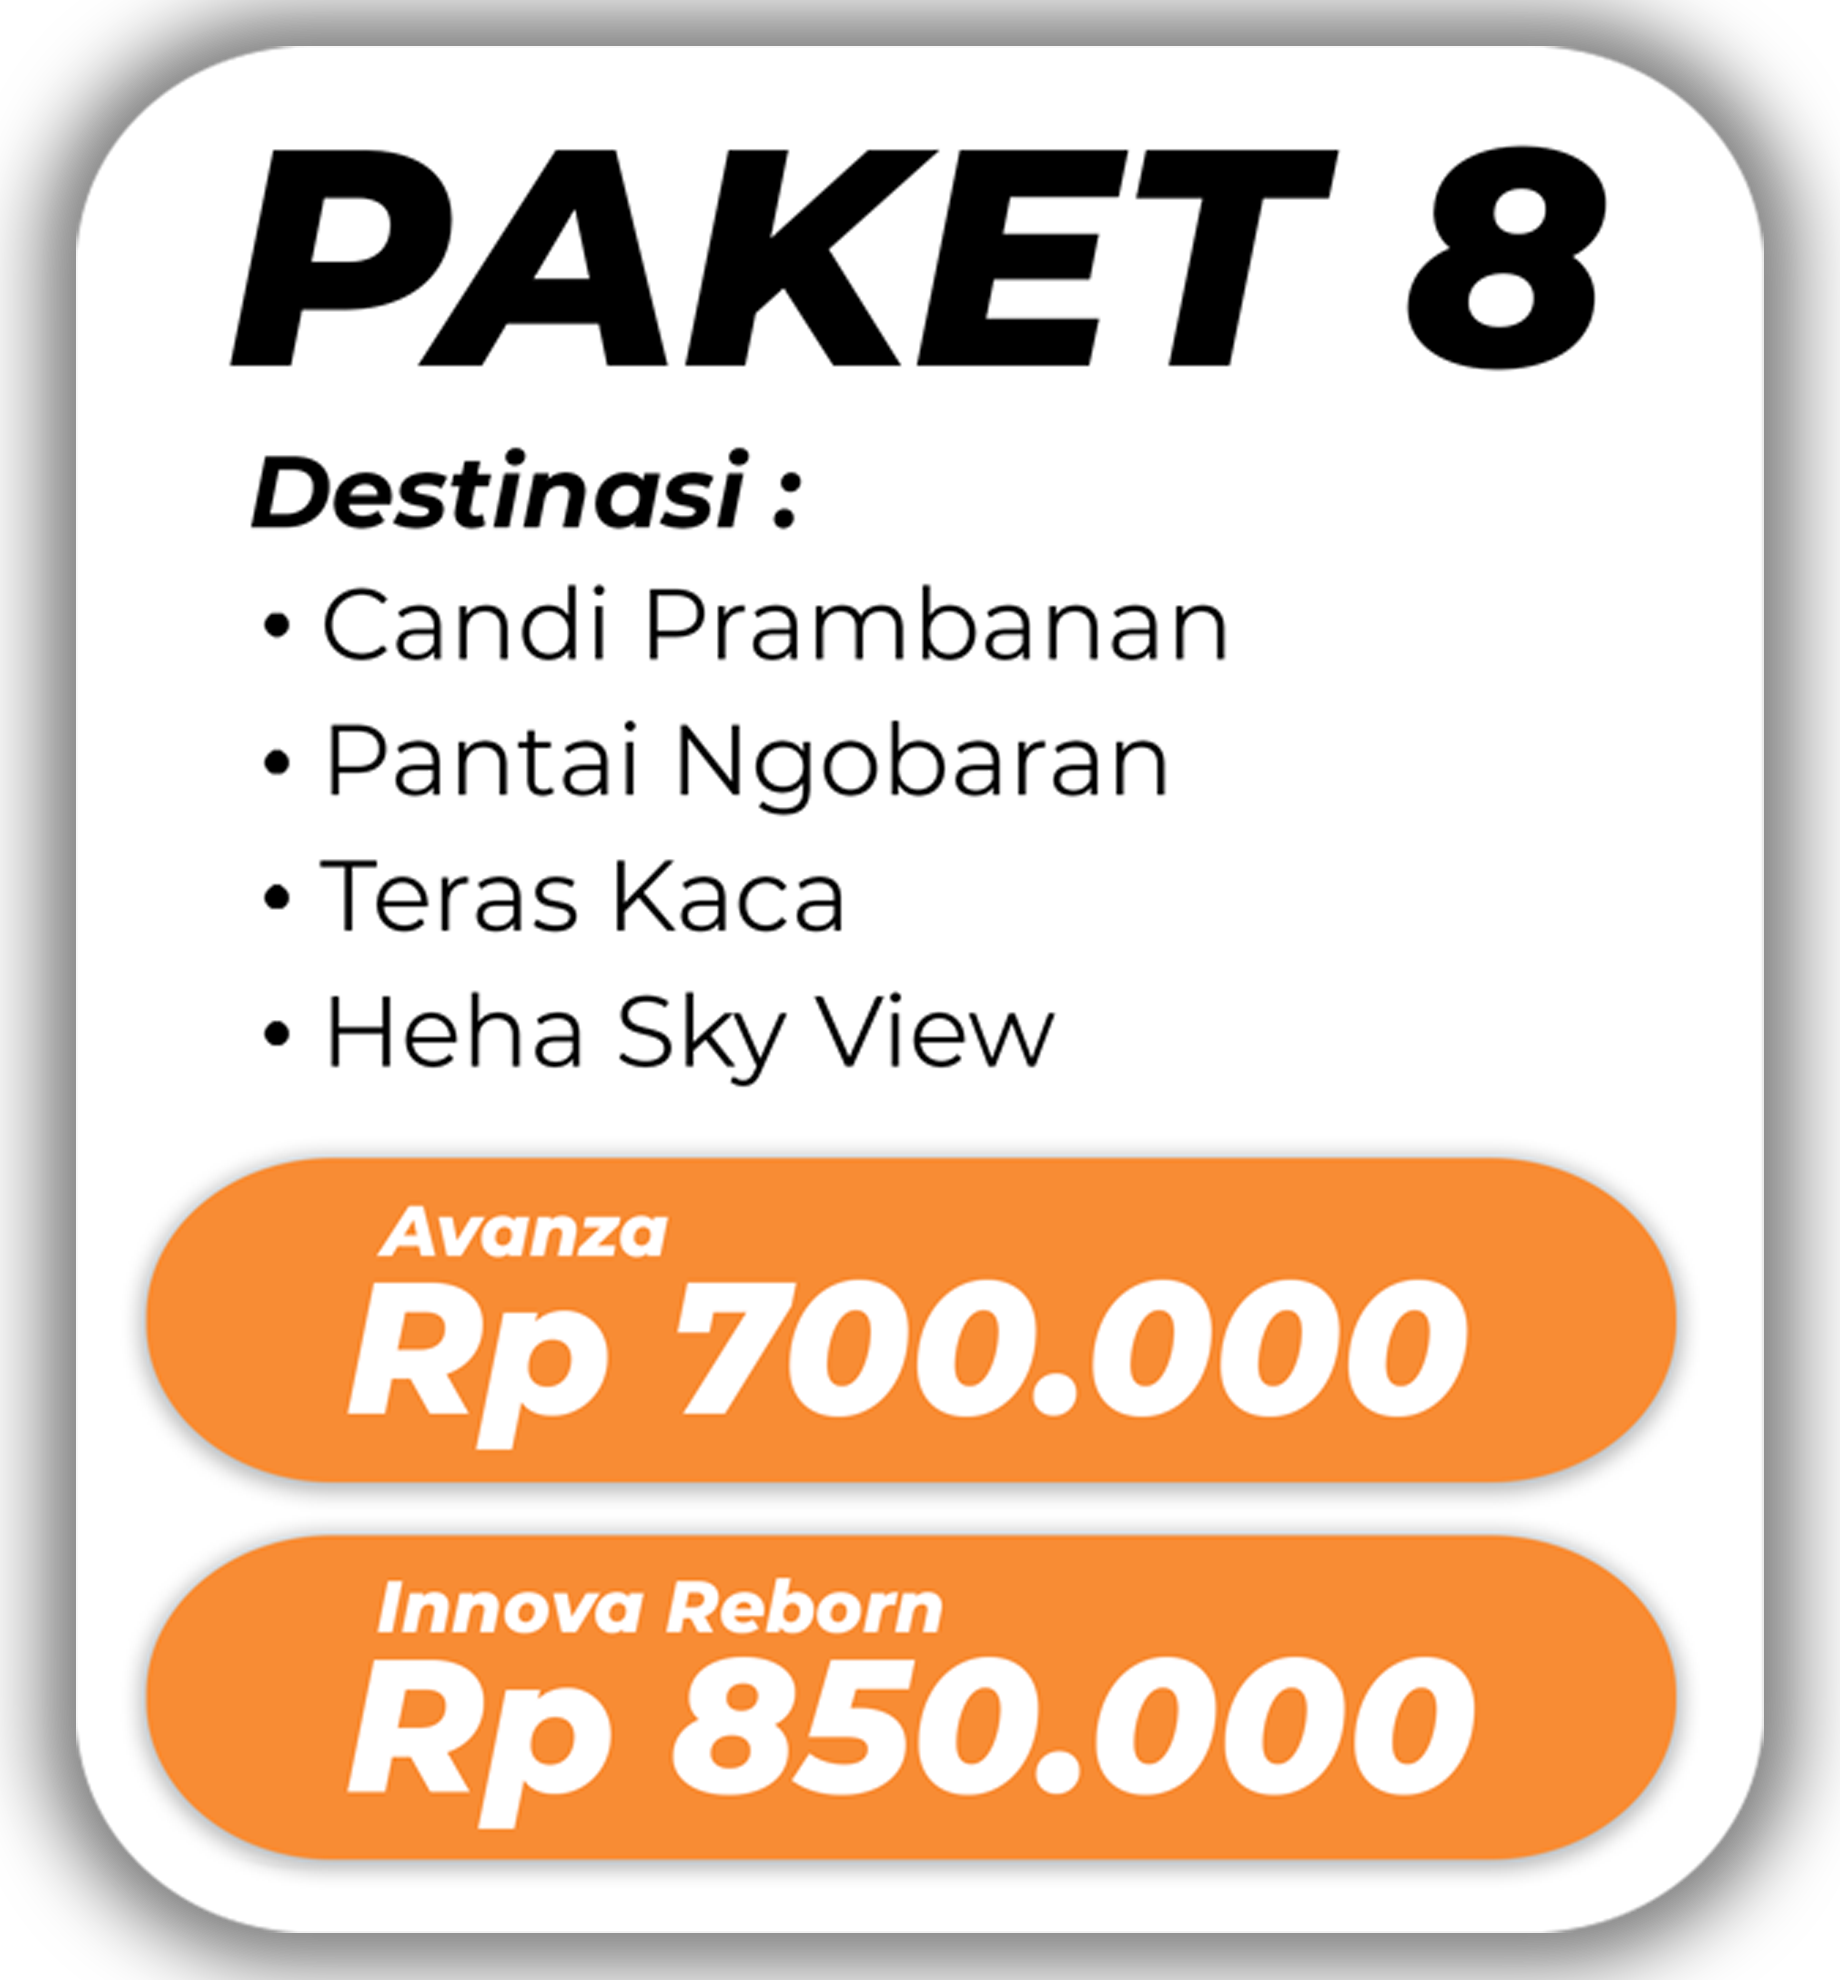 PAKET 8
Destinasi :
• Candi Prambanan
• Pantai Ngobaran
• Teras Kaca
• Heha Sky View
Avanza
Rp 700.000
Innova Reborn
Rp 850.000